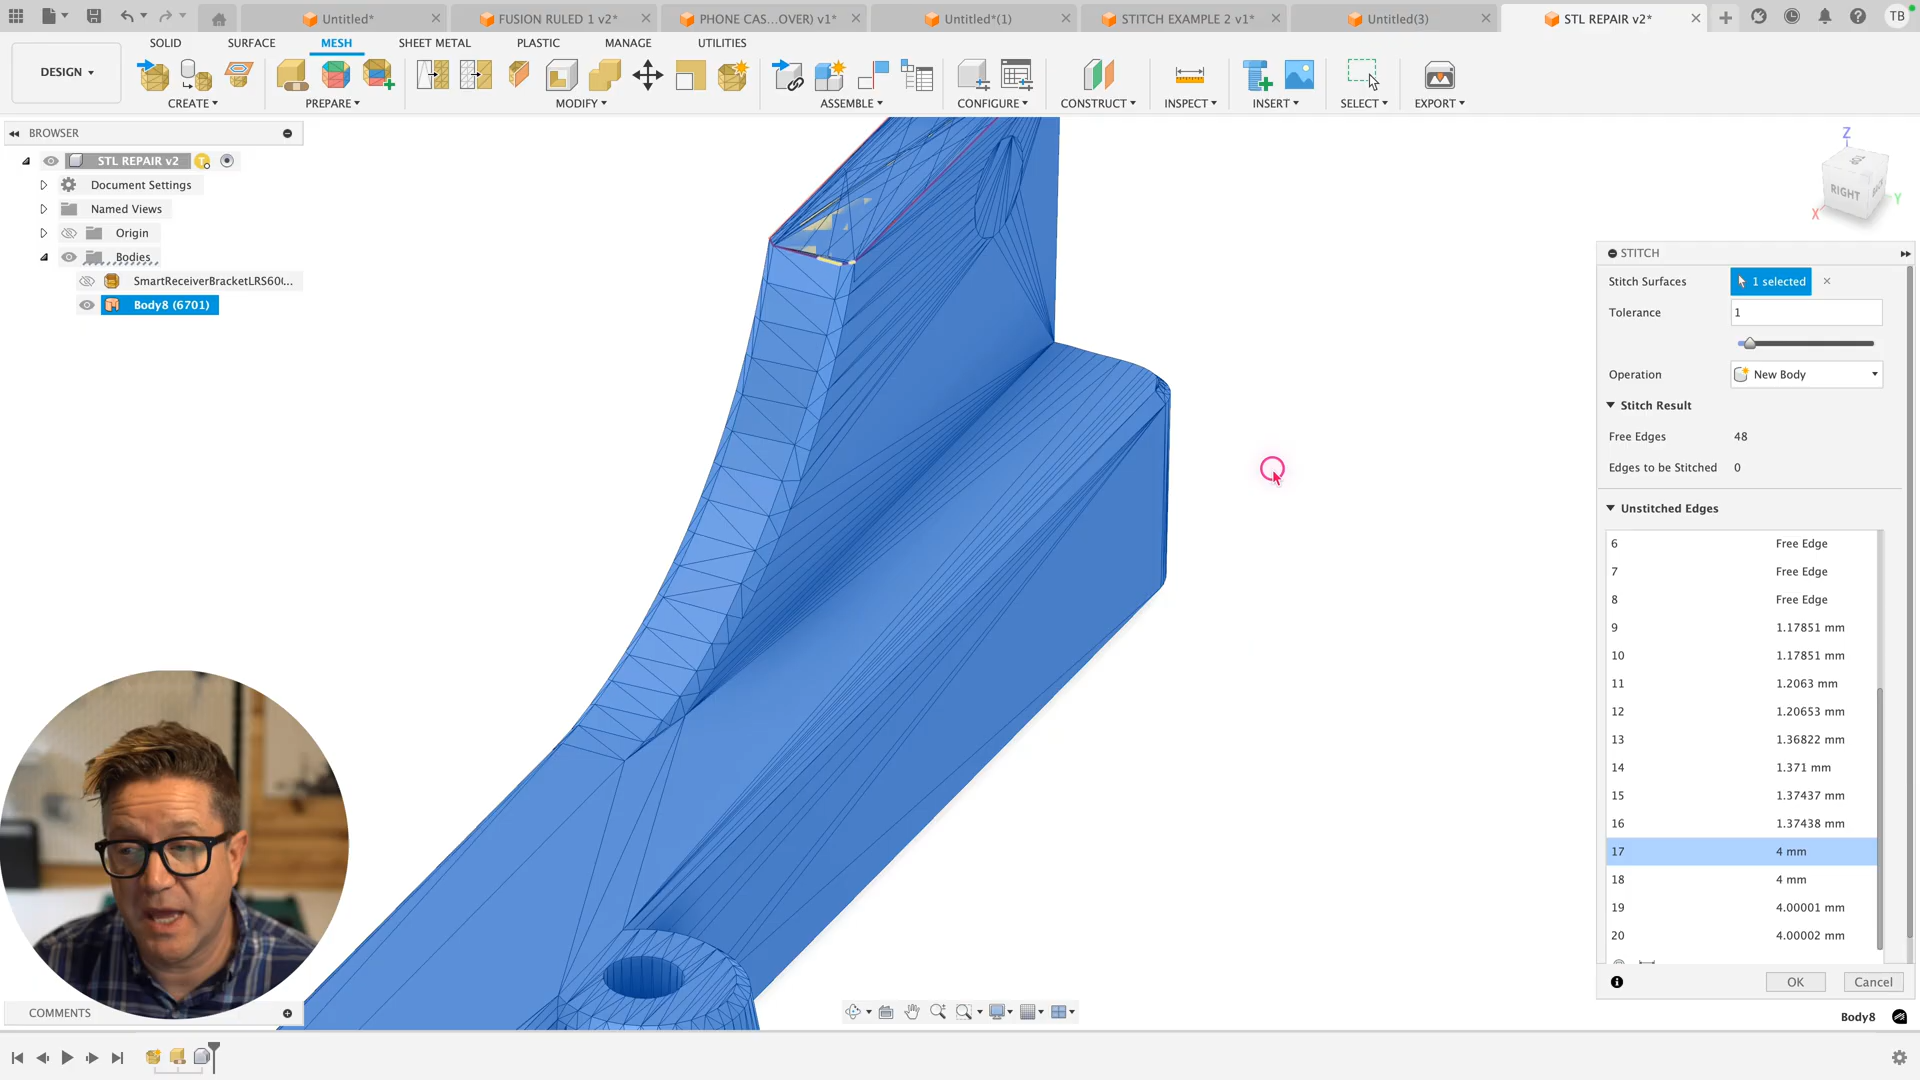 Untitled*
FUSION RULED 1 v2*
PHONE CAS...OVER) v1*
Untitled*(1)
STITCH EXAMPLE 2 v1*
Untitled(3)
STL REPAIR v2*
TB
SOLID
SURFACE
MESH
SHEET METAL
PLASTIC
MANAGE
UTILITIES
DESIGN
CREATE
PREPARE
MODIFY
ASSEMBLE
CONFIGURE
CONSTRUCT
INSPECT
INSERT
SELECT
EXPORT
BROWSER
STL REPAIR v2
Document Settings
Named Views
Origin
Bodies
SmartReceiverBracketLRS60(...
Body8 (6701)
Z
RIGHT
BACK
X
Y
STITCH
Stitch Surfaces
1 selected
Tolerance
1
Operation
New Body
Stitch Result
Free Edges 48
Edges to be Stitched 0
Unstitched Edges
6 Free Edge
7 Free Edge
8 Free Edge
9 1.17851 mm
10 1.17851 mm
11 1.2063 mm
12 1.20653 mm
13 1.36822 mm
14 1.371 mm
15 1.37437 mm
16 1.37438 mm
17 4 mm
18 4 mm
19 4.00001 mm
20 4.00002 mm
OK
Cancel
COMMENTS
Body8